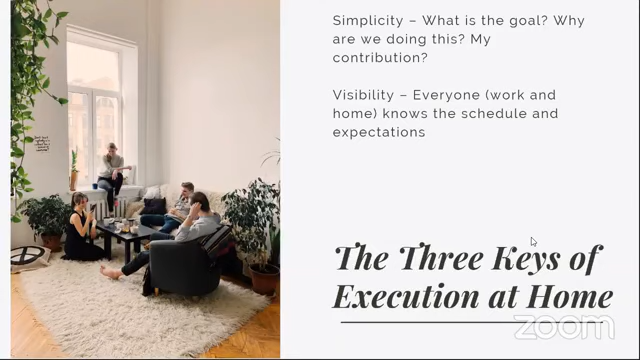 Simplicity – What is the goal? Why
are we doing this? My
contribution?
Visibility – Everyone (work and
home) knows the schedule and
expectations
The Three Keys of
Execution at Home
zoom